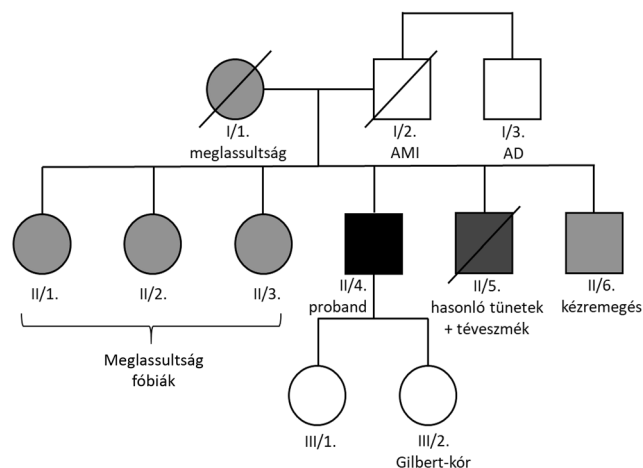 I/1.
meglassultság
I/2.
AMI
I/3.
AD
II/1.
II/2.
II/3.
II/4.
proband
II/5.
hasonló tünetek
+ téveszmék
II/6.
kézremegés
Meglassultság
fóbiák
III/1.
III/2.
Gilbert-kór